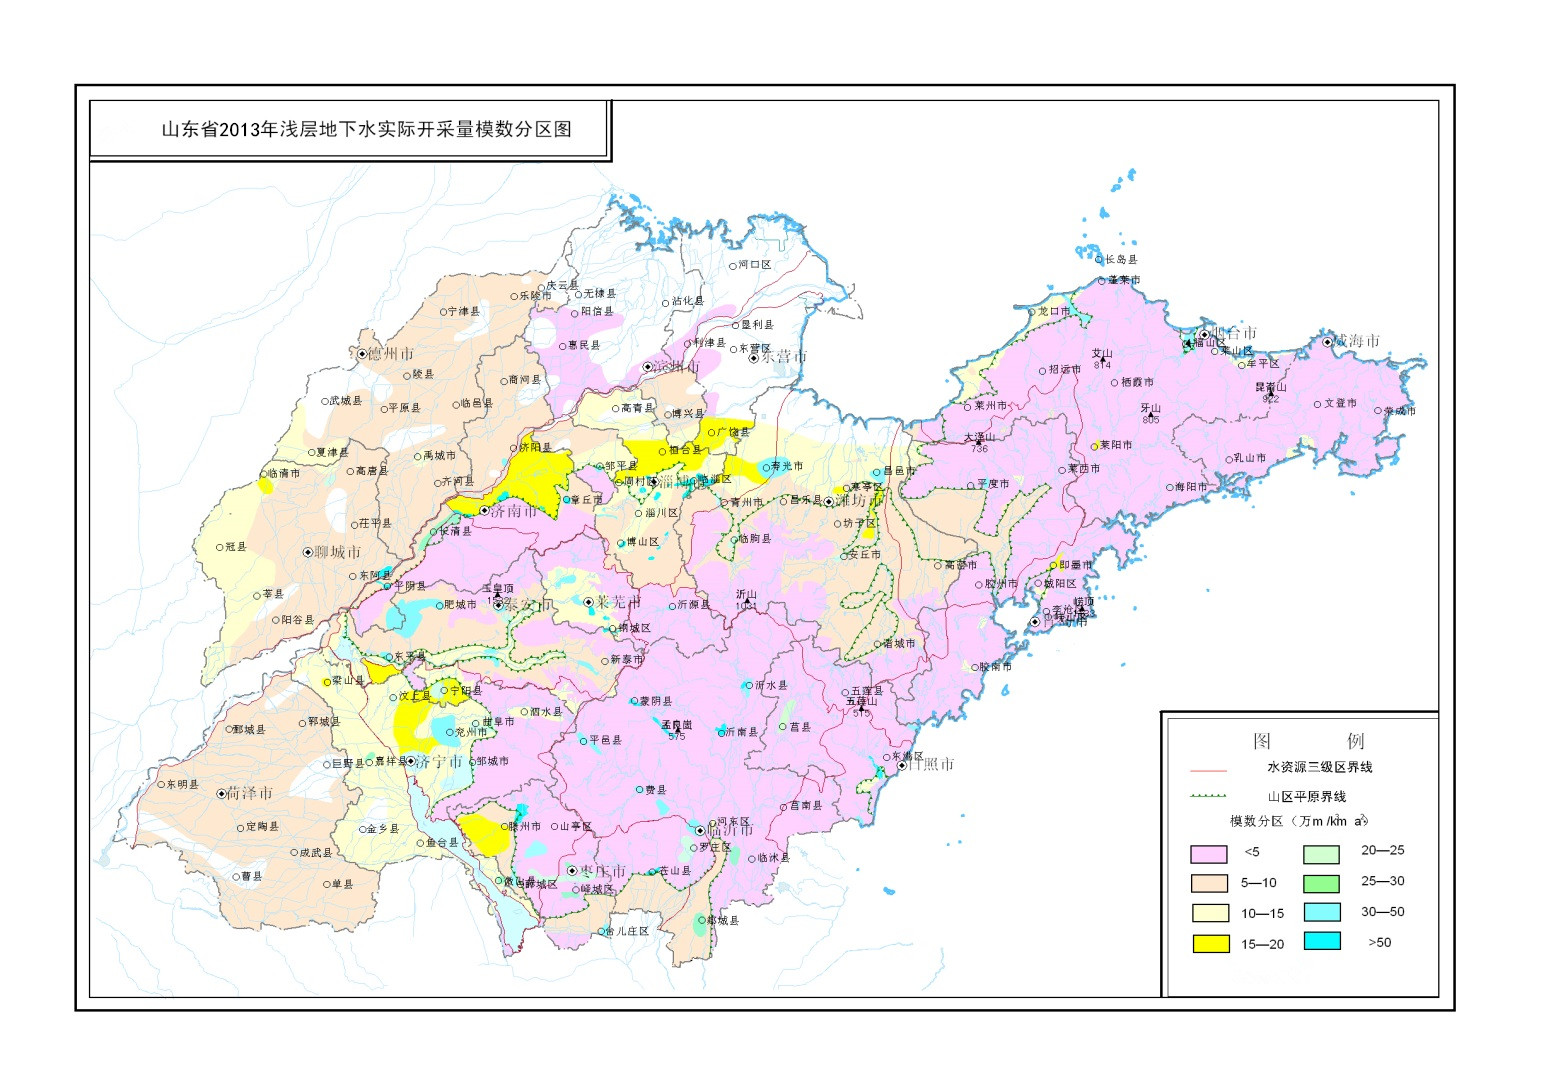 山东省2013年浅层地下水实际开采量模数分区图
长岛县
蓬莱市
河口区
庆云县
乐陵市
无棣县
沾化县
宁津县
阳信县
龙口市
垦利县
烟台市
福山区
莱山区
威海市
德州市
惠民县
利津县
东营区
东营市
艾山
814
牟平区
陵县
商河县
滨州市
招远市
栖霞市
昆嵛山
922
武城县
平原县
临邑县
高青县
博兴县
莱州市
牙山
805
文登市
荣成市
广饶县
大泽山
736
莱阳市
夏津县
禹城市
济阳县
桓台县
乳山市
临清市
高唐县
齐河县
邹平县
周村区
淄博市
临淄区
寿光市
昌邑市
寒亭区
平度市
莱西市
海阳市
章丘市
淄川区
青州市
昌乐县
潍坊市
济南市
茌平县
长清县
坊子区
冠县
聊城市
博山区
临朐县
安丘市
高密市
即墨市
东阿县
平阴县
胶州市
城阳区
莘县
玉皇顶
肥城市
泰安市
莱芜市
沂源县
沂山
1031
崂顶
阳谷县
钢城区
诸城市
东平县
新泰市
胶南市
梁山县
汶上县
宁阳县
蒙阴县
沂水县
五莲县
五莲山
515
鄄城县
郓城县
泗水县
曲阜市
兖州市
孟良崮
575
沂南县
莒县
平邑县
巨野县
嘉祥县
济宁市
邹城市
东港区
日照市
东明县
菏泽市
费县
莒南县
定陶县
金乡县
鱼台县
滕州市
山亭区
河东区
临沂市
罗庄区
成武县
临沭县
曹县
单县
枣庄市
苍山县
薛城区
峄城区
台儿庄区
郯城县
图 例
水资源三级区界线
山区平原界线
模数分区（万m³/km² a）
<5
5—10
10—15
15—20
20—25
25—30
30—50
>50